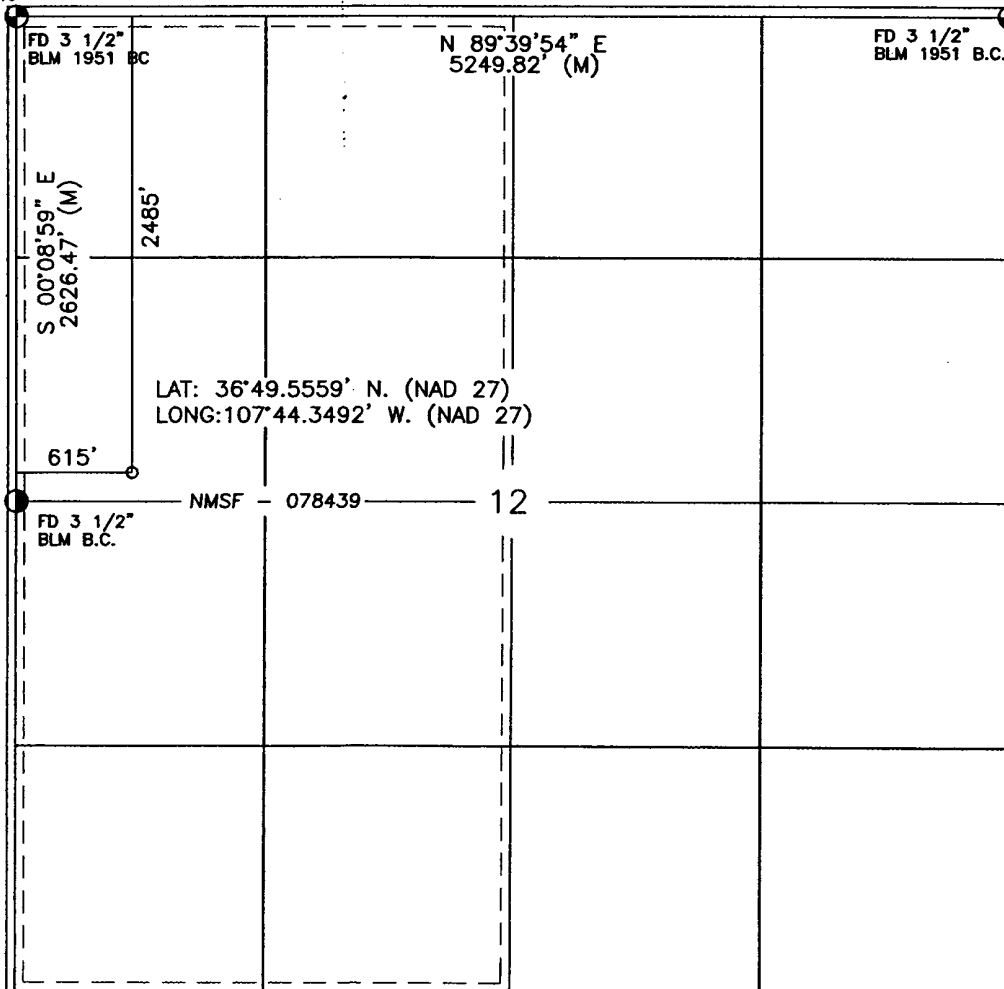 FD 3 1/2"
BLM 1951 BC
N 89°39'54" E
5249.82' (M)
FD 3 1/2"
BLM 1951 B.C.
S 00°08'59" E
2626.47' (M)
2485'
LAT: 36°49.5559' N. (NAD 27)
LONG:107°44.3492' W. (NAD 27)
615'
NMSF - 078439
12
FD 3 1/2"
BLM B.C.